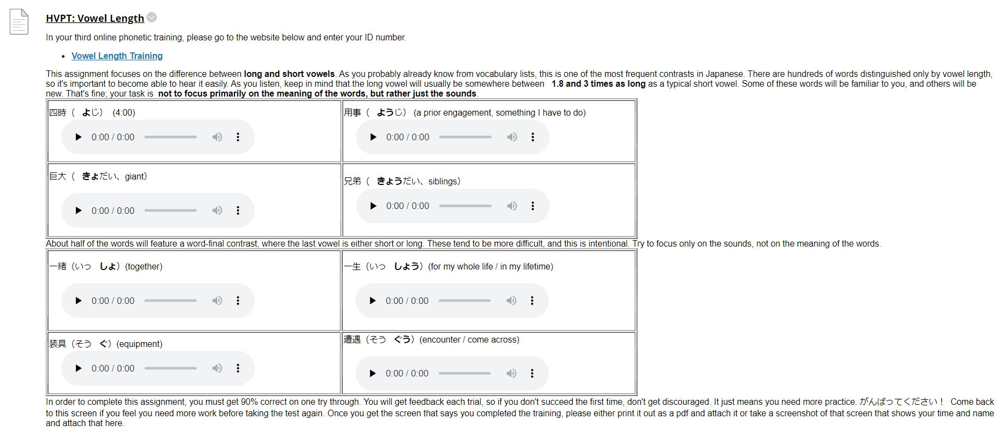 HVPT: Vowel Length
In your third online phonetic training, please go to the website below and enter your ID number.
• Vowel Length Training
This assignment focuses on the difference between long and short vowels. As you probably already know from vocabulary lists, this is one of the most frequent contrasts in Japanese. There are hundreds of words distinguished only by vowel length,
so it's important to become able to hear it easily. As you listen, keep in mind that the long vowel will usually be somewhere between 1.8 and 3 times as long as a typical short vowel. Some of these words will be familiar to you, and others will be
new. That's fine; your task is not to focus primarily on the meaning of the words, but rather just the sounds.
四時（ よじ） (4:00)
0:00 / 0:00
用事（ ようじ） (a prior engagement, something I have to do)
0:00 / 0:00
巨大（ きょだい、giant）
0:00 / 0:00
兄弟（ きょうだい、siblings）
0:00 / 0:00
About half of the words will feature a word-final contrast, where the last vowel is either short or long. These tend to be more difficult, and this is intentional. Try to focus only on the sounds, not on the meaning of the words.
一緒（いっ しよ）(together)
0:00 / 0:00
一生（いっ しよう）(for my whole life / in my lifetime)
0:00 / 0:00
装具（そう ぐ）(equipment)
0:00 / 0:00
遭遇（そう ぐう）(encounter / come across)
0:00 / 0:00
In order to complete this assignment, you must get 90% correct on one try through. You will get feedback each trial, so if you don't succeed the first time, don't get discouraged. It just means you need more practice. がんばってください！ Come back
to this screen if you feel you need more work before taking the test again. Once you get the screen that says you completed the training, please either print it out as a pdf and attach it or take a screenshot of that screen that shows your time and name
and attach that here.